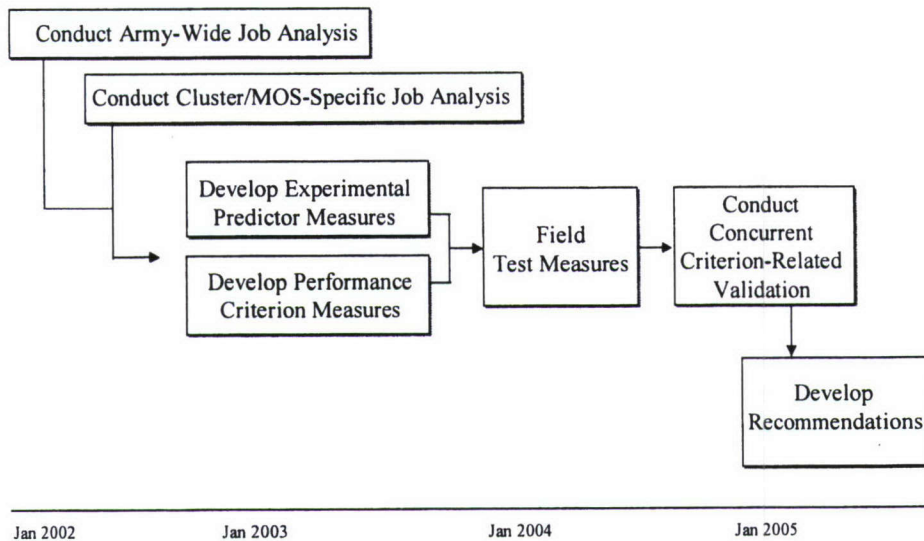 Conduct Army-Wide Job Analysis
Conduct Cluster/MOS-Specific Job Analysis
Develop Experimental
Predictor Measures
Develop Performance
Criterion Measures
Field
Test Measures
Conduct
Concurrent
Criterion-Related
Validation
Develop
Recommendations
Jan 2002
Jan 2003
Jan 2004
Jan 2005